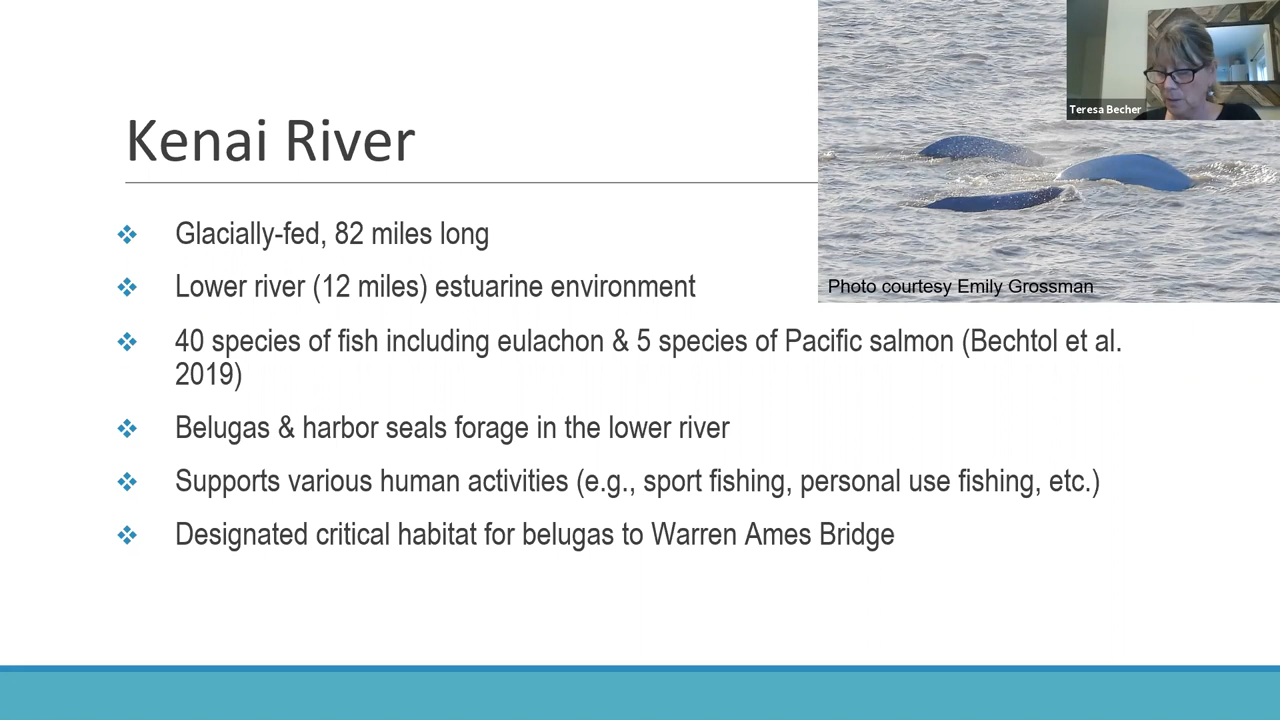 Teresa Becher
Kenai River
Photo courtesy Emily Grossman
Glacially-fed, 82 miles long
Lower river (12 miles) estuarine environment
40 species of fish including eulachon & 5 species of Pacific salmon (Bechtol et al.
2019)
Belugas & harbor seals forage in the lower river
Supports various human activities (e.g., sport fishing, personal use fishing, etc.)
Designated critical habitat for belugas to Warren Ames Bridge